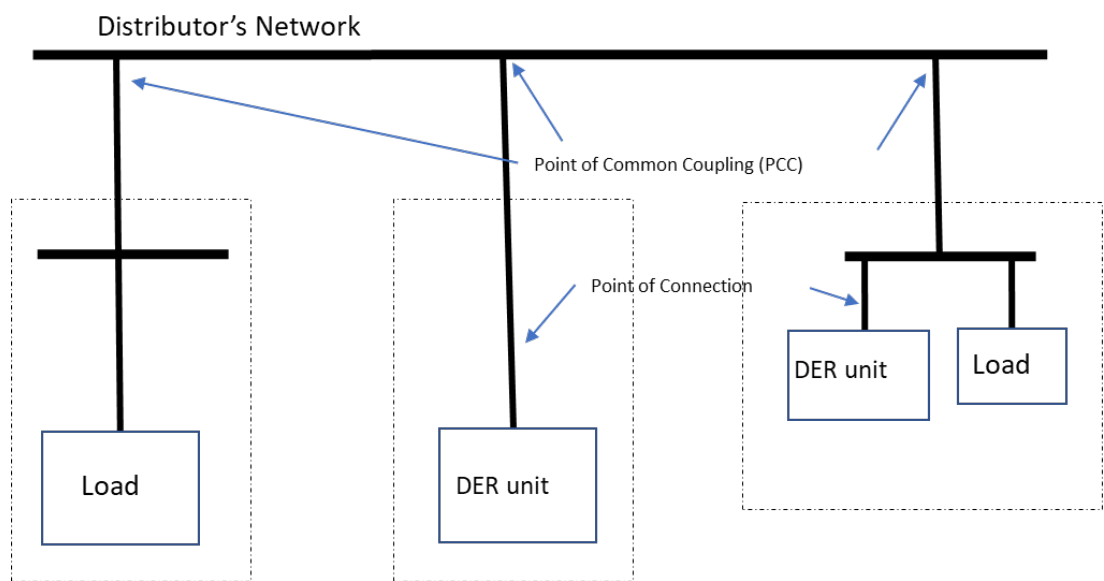 Distributor’s Network
Point of Common Coupling (PCC)
Point of Connection
DER unit
Load
Load
DER unit